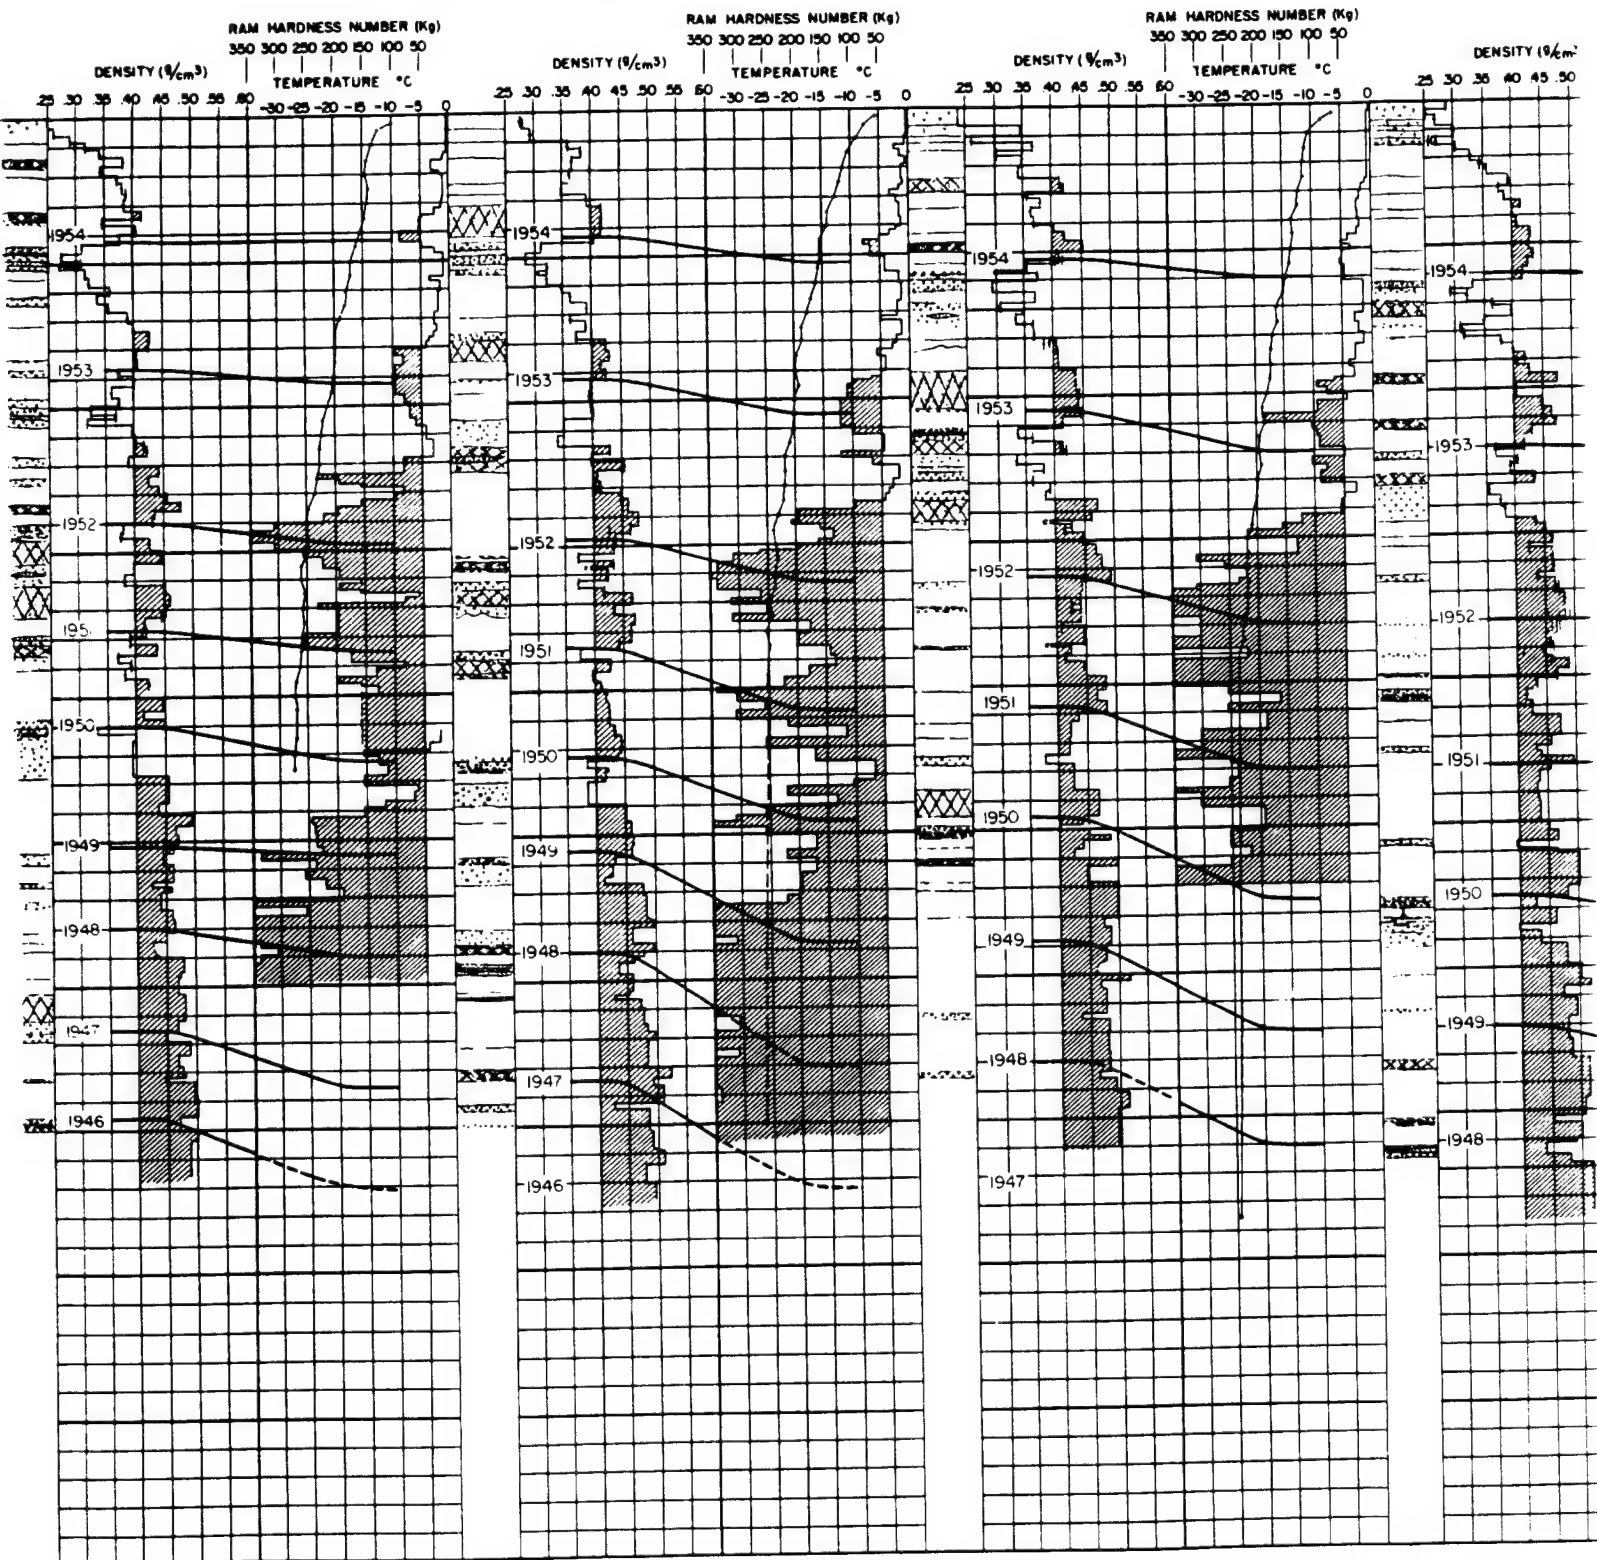 RAM HARDNESS NUMBER (Kg)
350 300 250 200 150 100 50
DENSITY (g/cm³)
TEMPERATURE °C
.25 .30 .35 .40 .45 .50 .55 .60 -30 -25 -20 -15 -10 -5 0
1954
1953
1952
1950
1949
1948
1947
1946
RAM HARDNESS NUMBER (Kg)
350 300 250 200 150 100 50
DENSITY (g/cm³)
TEMPERATURE °C
.25 .30 .35 .40 .45 .50 .55 60 -30 -25 -20 -15 -10 -5 0
1954
1953
1952
1951
1950
1949
1948
1947
1946
RAM HARDNESS NUMBER (Kg)
350 300 250 200 150 100 50
DENSITY (g/cm³)
TEMPERATURE °C
.25 .30 .35 .40 .45 .50 .55 60 -30 -25 -20 -15 -10 -5 0
1954
1953
1952
1951
1950
1949
1948
1947
DENSITY (g/cm
.25 .30 .35 .40 .45 .50
1954
1953
1952
1951
1950
1949
1948